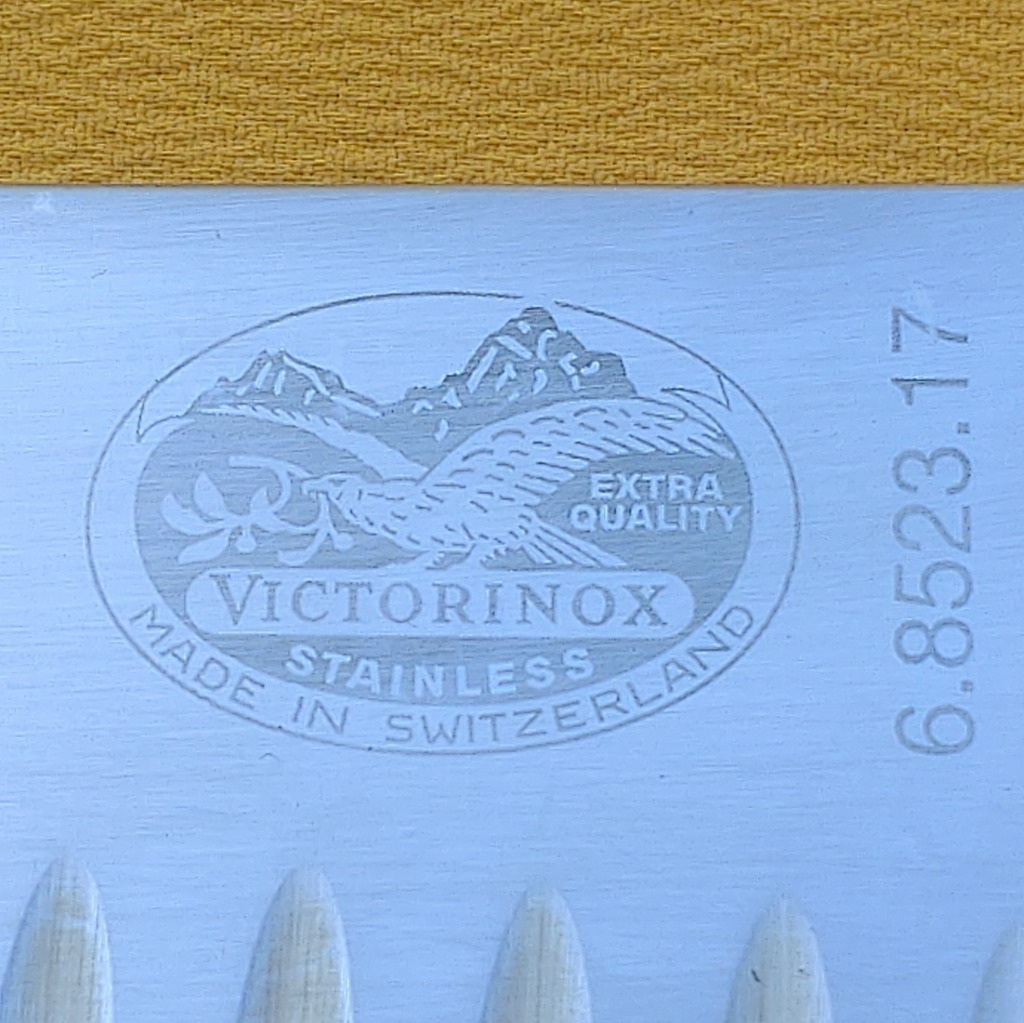 EXTRA
QUALITY
VICTORINOX
STAINLESS
MADE IN SWITZERLAND
6.8523.17